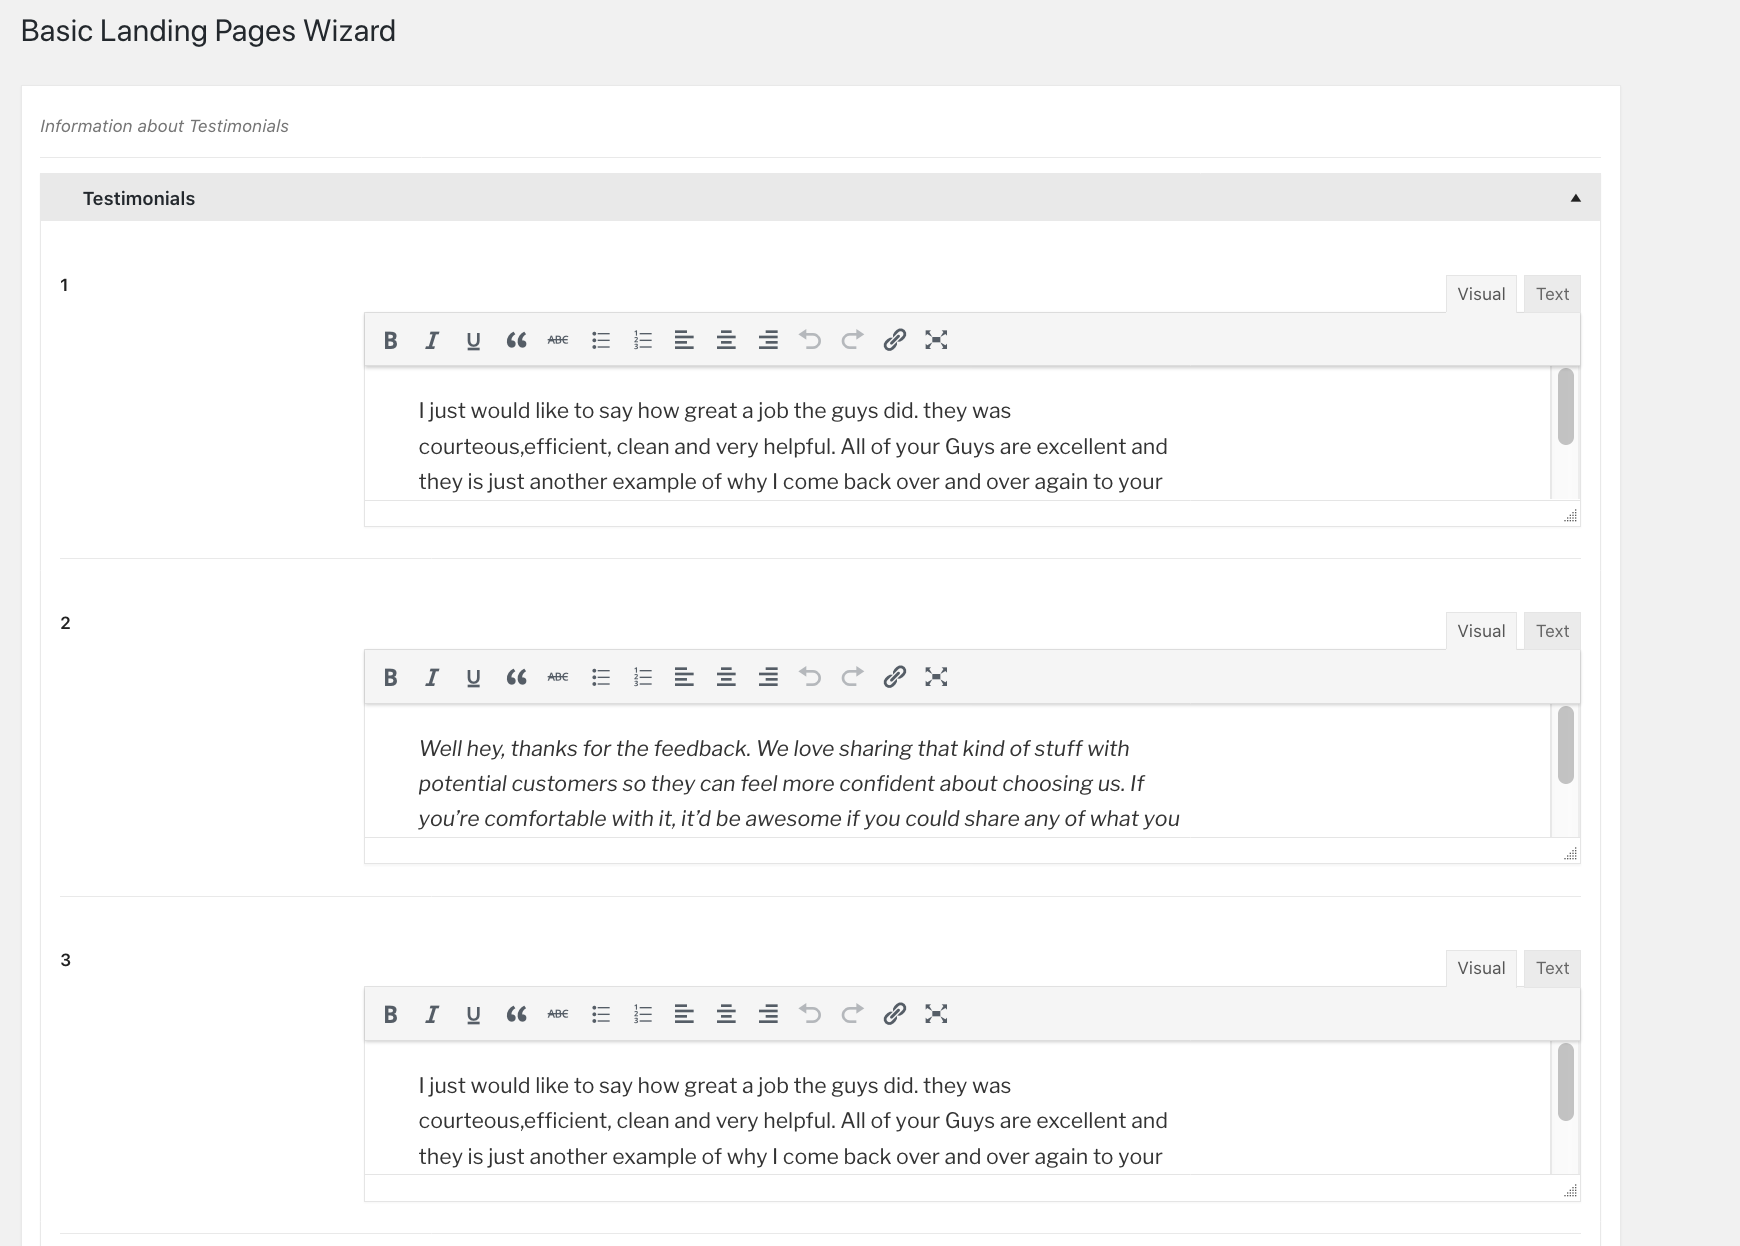 Basic Landing Pages Wizard
Information about Testimonials
Testimonials
1
Visual Text
B I U ABC
I just would like to say how great a job the guys did. they was
courteous,efficient, clean and very helpful. All of your Guys are excellent and
they is just another example of why I come back over and over again to your
2
Visual Text
B I U ABC
Well hey, thanks for the feedback. We love sharing that kind of stuff with
potential customers so they can feel more confident about choosing us. If
you’re comfortable with it, it’d be awesome if you could share any of what you
3
Visual Text
B I U ABC
I just would like to say how great a job the guys did. they was
courteous,efficient, clean and very helpful. All of your Guys are excellent and
they is just another example of why I come back over and over again to your